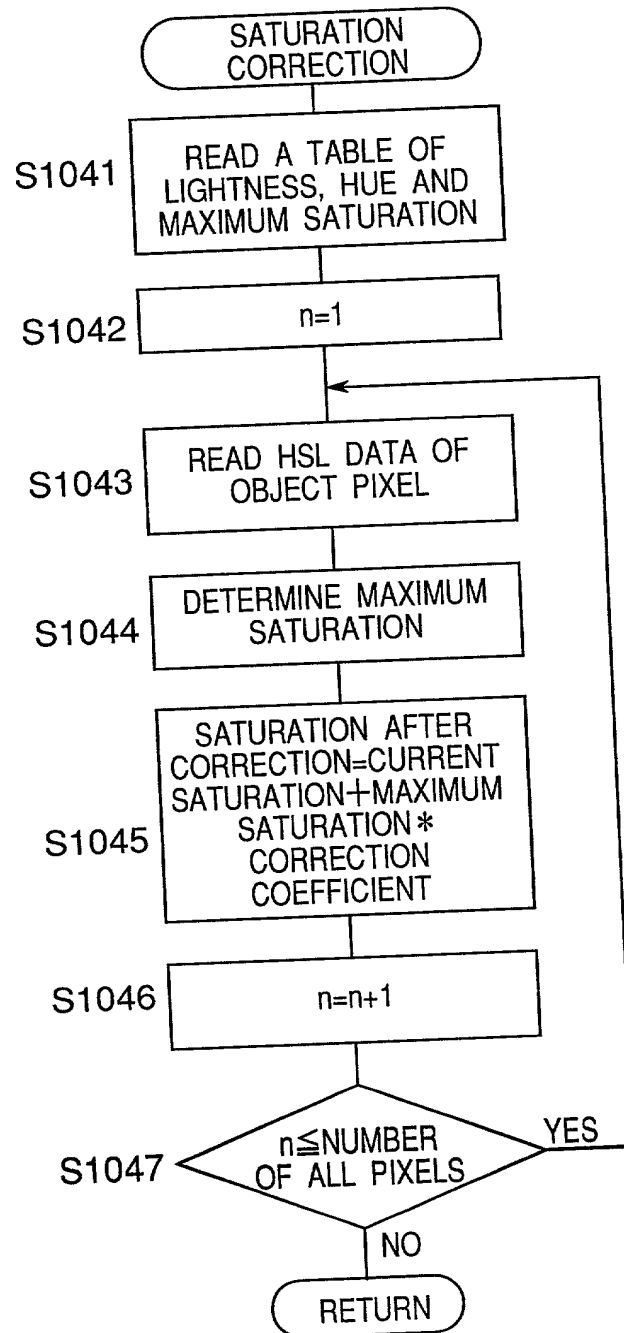 SATURATION
CORRECTION
S1041
READ A TABLE OF
LIGHTNESS, HUE AND
MAXIMUM SATURATION
S1042
n=1
S1043
READ HSL DATA OF
OBJECT PIXEL
S1044
DETERMINE MAXIMUM
SATURATION
S1045
SATURATION AFTER
CORRECTION=CURRENT
SATURATION+MAXIMUM
SATURATION*
CORRECTION
COEFFICIENT
S1046
n=n+1
S1047
n≦NUMBER
OF ALL PIXELS
YES
NO
RETURN